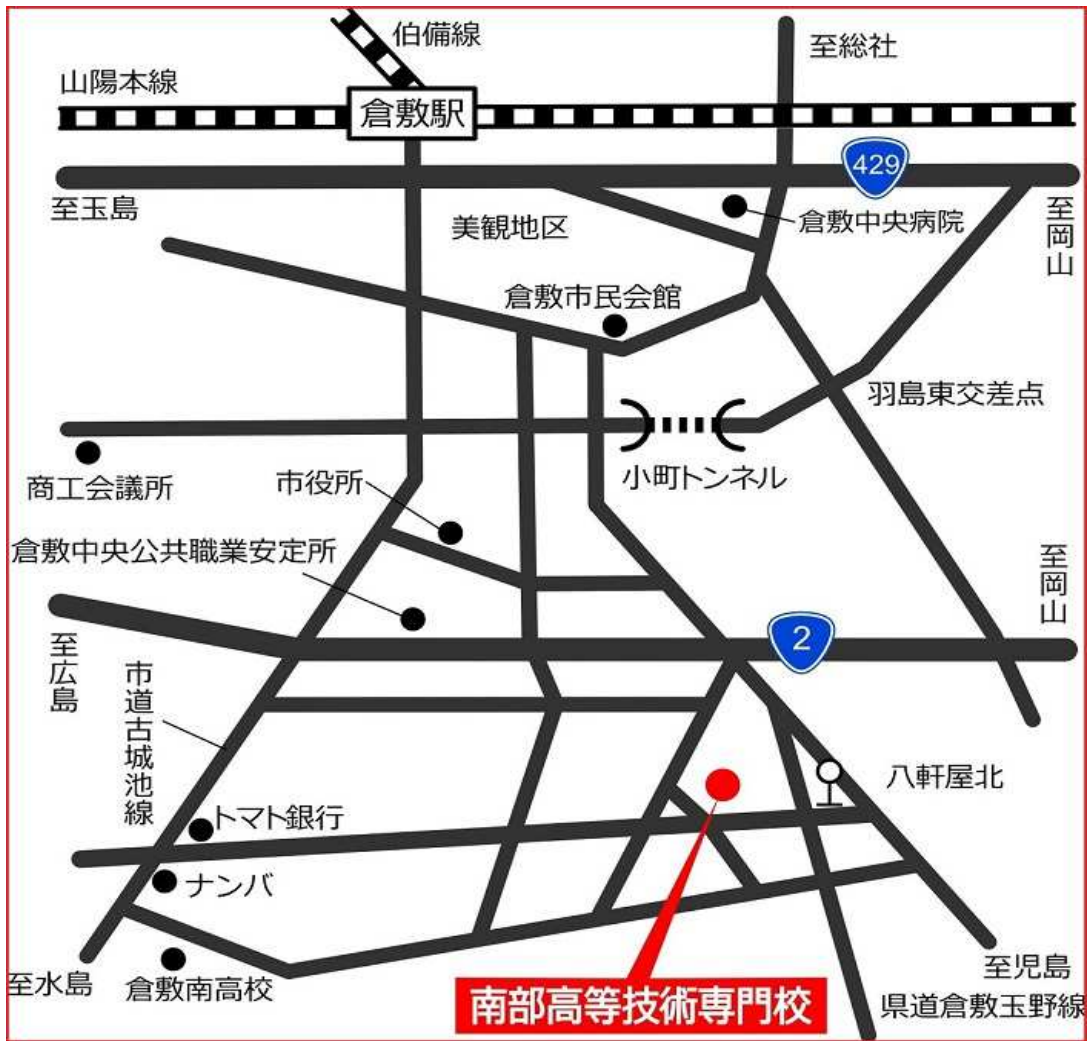 伯備線
至総社
山陽本線
倉敷駅
429
至玉島
美観地区
倉敷中央病院
至岡山
倉敷市民会館
羽島東交差点
商工会議所
市役所
小町トンネル
倉敷中央公共職業安定所
至岡山
至広島
2
市道古城池線
八軒屋北
トマト銀行
ナンバ
至水島
倉敷南高校
南部高等技術専門校
至児島
県道倉敷玉野線